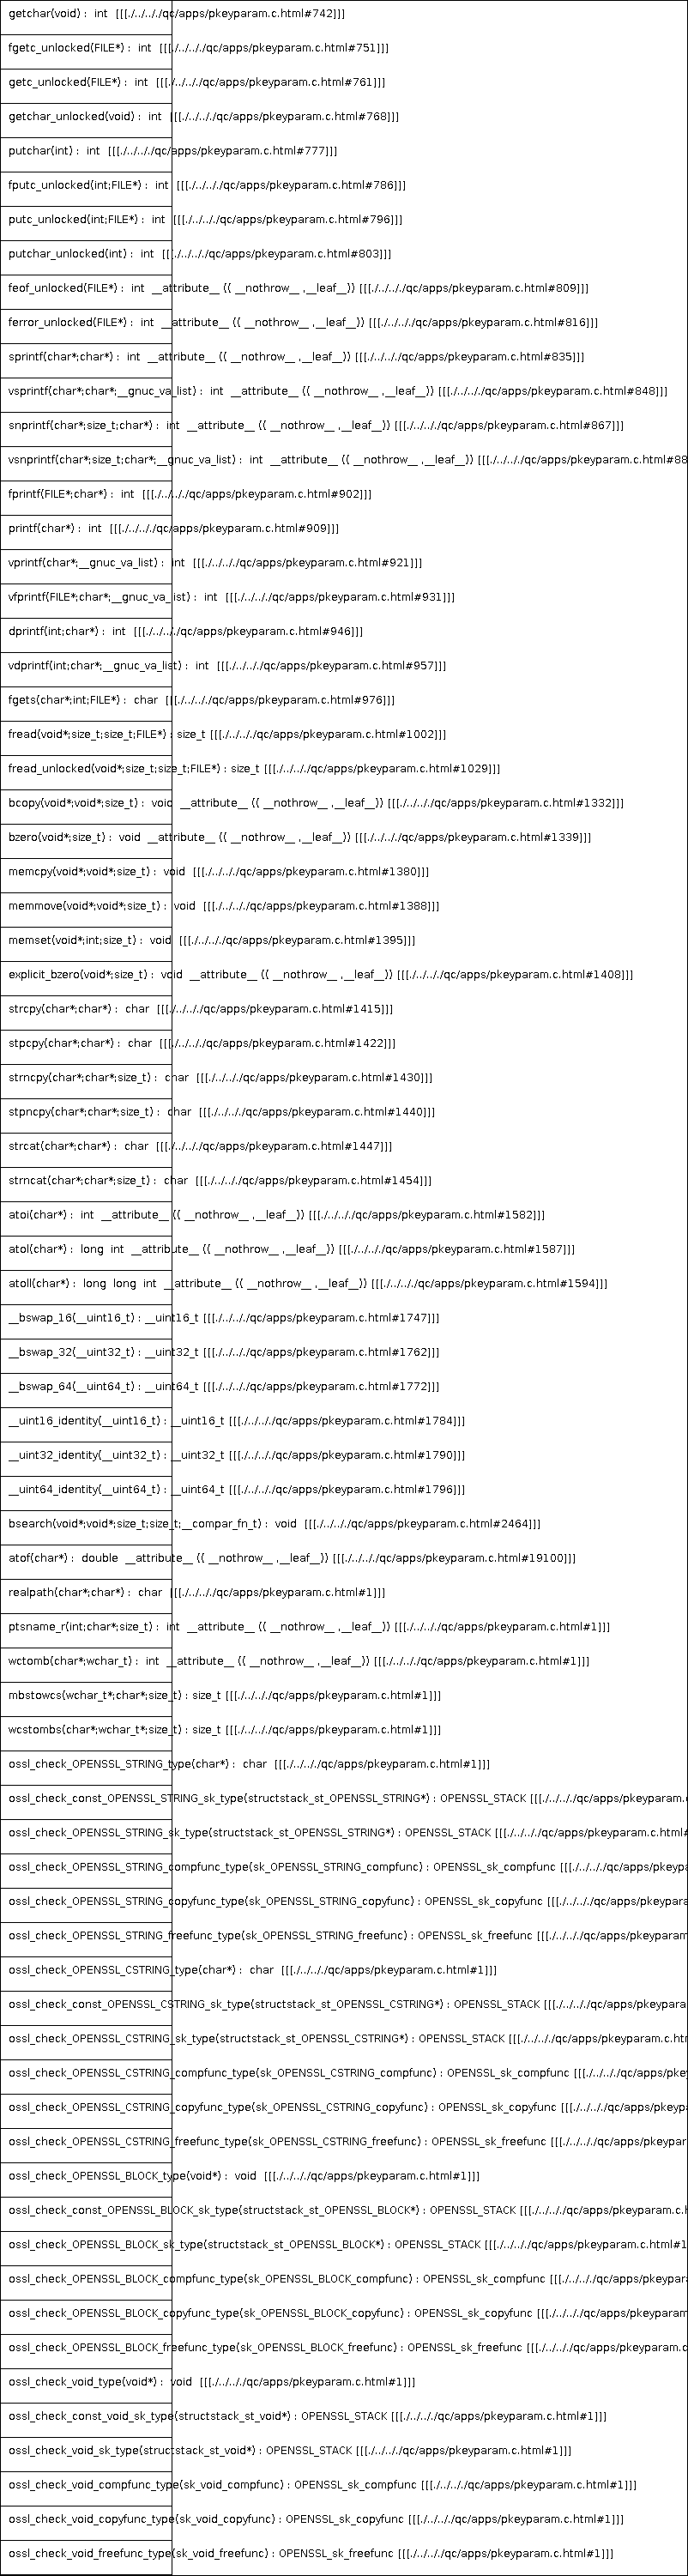 getchar(void) : int [[[./../.././qc/apps/pkeyparam.c.html#742]]]
fgetc_unlocked(FILE*) : int [[[./../.././qc/apps/pkeyparam.c.html#751]]]
getc_unlocked(FILE*) : int [[[./../.././qc/apps/pkeyparam.c.html#761]]]
getchar_unlocked(void) : int [[[./../.././qc/apps/pkeyparam.c.html#768]]]
putchar(int) : int [[[./../.././qc/apps/pkeyparam.c.html#777]]]
fputc_unlocked(int;FILE*) : int [[[./../.././qc/apps/pkeyparam.c.html#786]]]
putc_unlocked(int;FILE*) : int [[[./../.././qc/apps/pkeyparam.c.html#796]]]
putchar_unlocked(int) : int [[[./../.././qc/apps/pkeyparam.c.html#803]]]
feof_unlocked(FILE*) : int __attribute__ (( __nothrow__ ,__leaf__)) [[[./../.././qc/apps/pkeyparam.c.html#809]]]
ferror_unlocked(FILE*) : int __attribute__ (( __nothrow__ ,__leaf__)) [[[./../.././qc/apps/pkeyparam.c.html#816]]]
sprintf(char*;char*) : int __attribute__ (( __nothrow__ ,__leaf__)) [[[./../.././qc/apps/pkeyparam.c.html#835]]]
vsprintf(char*;char*;__gnuc_va_list) : int __attribute__ (( __nothrow__ ,__leaf__)) [[[./../.././qc/apps/pkeyparam.c.html#848]]]
snprintf(char*;size_t;char*) : int __attribute__ (( __nothrow__ ,__leaf__)) [[[./../.././qc/apps/pkeyparam.c.html#867]]]
vsnprintf(char*;size_t;char*;__gnuc_va_list) : int __attribute__ (( __nothrow__ ,__leaf__)) [[[./../.././qc/apps/pkeyparam.c.html#88
fprintf(FILE*;char*) : int [[[./../.././qc/apps/pkeyparam.c.html#902]]]
printf(char*) : int [[[./../.././qc/apps/pkeyparam.c.html#909]]]
vprintf(char*;__gnuc_va_list) : int [[[./../.././qc/apps/pkeyparam.c.html#921]]]
vfprintf(FILE*;char*;__gnuc_va_list) : int [[[./../.././qc/apps/pkeyparam.c.html#931]]]
dprintf(int;char*) : int [[[./../.././qc/apps/pkeyparam.c.html#946]]]
vdprintf(int;char*;__gnuc_va_list) : int [[[./../.././qc/apps/pkeyparam.c.html#957]]]
fgets(char*;int;FILE*) : char [[[./../.././qc/apps/pkeyparam.c.html#976]]]
fread(void*;size_t;size_t;FILE*) : size_t [[[./../.././qc/apps/pkeyparam.c.html#1002]]]
fread_unlocked(void*;size_t;size_t;FILE*) : size_t [[[./../.././qc/apps/pkeyparam.c.html#1029]]]
bcopy(void*;void*;size_t) : void __attribute__ (( __nothrow__ ,__leaf__)) [[[./../.././qc/apps/pkeyparam.c.html#1332]]]
bzero(void*;size_t) : void __attribute__ (( __nothrow__ ,__leaf__)) [[[./../.././qc/apps/pkeyparam.c.html#1339]]]
memcpy(void*;void*;size_t) : void [[[./../.././qc/apps/pkeyparam.c.html#1380]]]
memmove(void*;void*;size_t) : void [[[./../.././qc/apps/pkeyparam.c.html#1388]]]
memset(void*;int;size_t) : void [[[./../.././qc/apps/pkeyparam.c.html#1395]]]
explicit_bzero(void*;size_t) : void __attribute__ (( __nothrow__ ,__leaf__)) [[[./../.././qc/apps/pkeyparam.c.html#1408]]]
strcpy(char*;char*) : char [[[./../.././qc/apps/pkeyparam.c.html#1415]]]
stpcpy(char*;char*) : char [[[./../.././qc/apps/pkeyparam.c.html#1422]]]
strncpy(char*;char*;size_t) : char [[[./../.././qc/apps/pkeyparam.c.html#1430]]]
stpncpy(char*;char*;size_t) : char [[[./../.././qc/apps/pkeyparam.c.html#1440]]]
strcat(char*;char*) : char [[[./../.././qc/apps/pkeyparam.c.html#1447]]]
strncat(char*;char*;size_t) : char [[[./../.././qc/apps/pkeyparam.c.html#1454]]]
atoi(char*) : int __attribute__ (( __nothrow__ ,__leaf__)) [[[./../.././qc/apps/pkeyparam.c.html#1582]]]
atol(char*) : long int __attribute__ (( __nothrow__ ,__leaf__)) [[[./../.././qc/apps/pkeyparam.c.html#1587]]]
atoll(char*) : long long int __attribute__ (( __nothrow__ ,__leaf__)) [[[./../.././qc/apps/pkeyparam.c.html#1594]]]
__bswap_16(__uint16_t) : __uint16_t [[[./../.././qc/apps/pkeyparam.c.html#1747]]]
__bswap_32(__uint32_t) : __uint32_t [[[./../.././qc/apps/pkeyparam.c.html#1762]]]
__bswap_64(__uint64_t) : __uint64_t [[[./../.././qc/apps/pkeyparam.c.html#1772]]]
__uint16_identity(__uint16_t) : __uint16_t [[[./../.././qc/apps/pkeyparam.c.html#1784]]]
__uint32_identity(__uint32_t) : __uint32_t [[[./../.././qc/apps/pkeyparam.c.html#1790]]]
__uint64_identity(__uint64_t) : __uint64_t [[[./../.././qc/apps/pkeyparam.c.html#1796]]]
bsearch(void*;void*;size_t;size_t;__compar_fn_t) : void [[[./../.././qc/apps/pkeyparam.c.html#2464]]]
atof(char*) : double __attribute__ (( __nothrow__ ,__leaf__)) [[[./../.././qc/apps/pkeyparam.c.html#19100]]]
realpath(char*;char*) : char [[[./../.././qc/apps/pkeyparam.c.html#1]]]
ptsname_r(int;char*;size_t) : int __attribute__ (( __nothrow__ ,__leaf__)) [[[./../.././qc/apps/pkeyparam.c.html#1]]]
wctomb(char*;wchar_t) : int __attribute__ (( __nothrow__ ,__leaf__)) [[[./../.././qc/apps/pkeyparam.c.html#1]]]
mbstowcs(wchar_t*;char*;size_t) : size_t [[[./../.././qc/apps/pkeyparam.c.html#1]]]
wcstombs(char*;wchar_t*;size_t) : size_t [[[./../.././qc/apps/pkeyparam.c.html#1]]]
ossl_check_OPENSSL_STRING_type(char*) : char [[[./../.././qc/apps/pkeyparam.c.html#1]]]
ossl_check_const_OPENSSL_STRING_sk_type(structstack_st_OPENSSL_STRING*) : OPENSSL_STACK [[[./../.././qc/apps/pkeyparam.c
ossl_check_OPENSSL_STRING_sk_type(structstack_st_OPENSSL_STRING*) : OPENSSL_STACK [[[./../.././qc/apps/pkeyparam.c.html#
ossl_check_OPENSSL_STRING_compfunc_type(sk_OPENSSL_STRING_compfunc) : OPENSSL_sk_compfunc [[[./../.././qc/apps/pkeypa
ossl_check_OPENSSL_STRING_copyfunc_type(sk_OPENSSL_STRING_copyfunc) : OPENSSL_sk_copyfunc [[[./../.././qc/apps/pkeypara
ossl_check_OPENSSL_STRING_freefunc_type(sk_OPENSSL_STRING_freefunc) : OPENSSL_sk_freefunc [[[./../.././qc/apps/pkeyparam
ossl_check_OPENSSL_CSTRING_type(char*) : char [[[./../.././qc/apps/pkeyparam.c.html#1]]]
ossl_check_const_OPENSSL_CSTRING_sk_type(structstack_st_OPENSSL_CSTRING*) : OPENSSL_STACK [[[./../.././qc/apps/pkeypara
ossl_check_OPENSSL_CSTRING_sk_type(structstack_st_OPENSSL_CSTRING*) : OPENSSL_STACK [[[./../.././qc/apps/pkeyparam.c.htm
ossl_check_OPENSSL_CSTRING_compfunc_type(sk_OPENSSL_CSTRING_compfunc) : OPENSSL_sk_compfunc [[[./../.././qc/apps/pkey
ossl_check_OPENSSL_CSTRING_copyfunc_type(sk_OPENSSL_CSTRING_copyfunc) : OPENSSL_sk_copyfunc [[[./../.././qc/apps/pkeyp
ossl_check_OPENSSL_CSTRING_freefunc_type(sk_OPENSSL_CSTRING_freefunc) : OPENSSL_sk_freefunc [[[./../.././qc/apps/pkeypar
ossl_check_OPENSSL_BLOCK_type(void*) : void [[[./../.././qc/apps/pkeyparam.c.html#1]]]
ossl_check_const_OPENSSL_BLOCK_sk_type(structstack_st_OPENSSL_BLOCK*) : OPENSSL_STACK [[[./../.././qc/apps/pkeyparam.c.h
ossl_check_OPENSSL_BLOCK_sk_type(structstack_st_OPENSSL_BLOCK*) : OPENSSL_STACK [[[./../.././qc/apps/pkeyparam.c.html#1
ossl_check_OPENSSL_BLOCK_compfunc_type(sk_OPENSSL_BLOCK_compfunc) : OPENSSL_sk_compfunc [[[./../.././qc/apps/pkeypara
ossl_check_OPENSSL_BLOCK_copyfunc_type(sk_OPENSSL_BLOCK_copyfunc) : OPENSSL_sk_copyfunc [[[./../.././qc/apps/pkeyparam
ossl_check_OPENSSL_BLOCK_freefunc_type(sk_OPENSSL_BLOCK_freefunc) : OPENSSL_sk_freefunc [[[./../.././qc/apps/pkeyparam.c
ossl_check_void_type(void*) : void [[[./../.././qc/apps/pkeyparam.c.html#1]]]
ossl_check_const_void_sk_type(structstack_st_void*) : OPENSSL_STACK [[[./../.././qc/apps/pkeyparam.c.html#1]]]
ossl_check_void_sk_type(structstack_st_void*) : OPENSSL_STACK [[[./../.././qc/apps/pkeyparam.c.html#1]]]
ossl_check_void_compfunc_type(sk_void_compfunc) : OPENSSL_sk_compfunc [[[./../.././qc/apps/pkeyparam.c.html#1]]]
ossl_check_void_copyfunc_type(sk_void_copyfunc) : OPENSSL_sk_copyfunc [[[./../.././qc/apps/pkeyparam.c.html#1]]]
ossl_check_void_freefunc_type(sk_void_freefunc) : OPENSSL_sk_freefunc [[[./../.././qc/apps/pkeyparam.c.html#1]]]